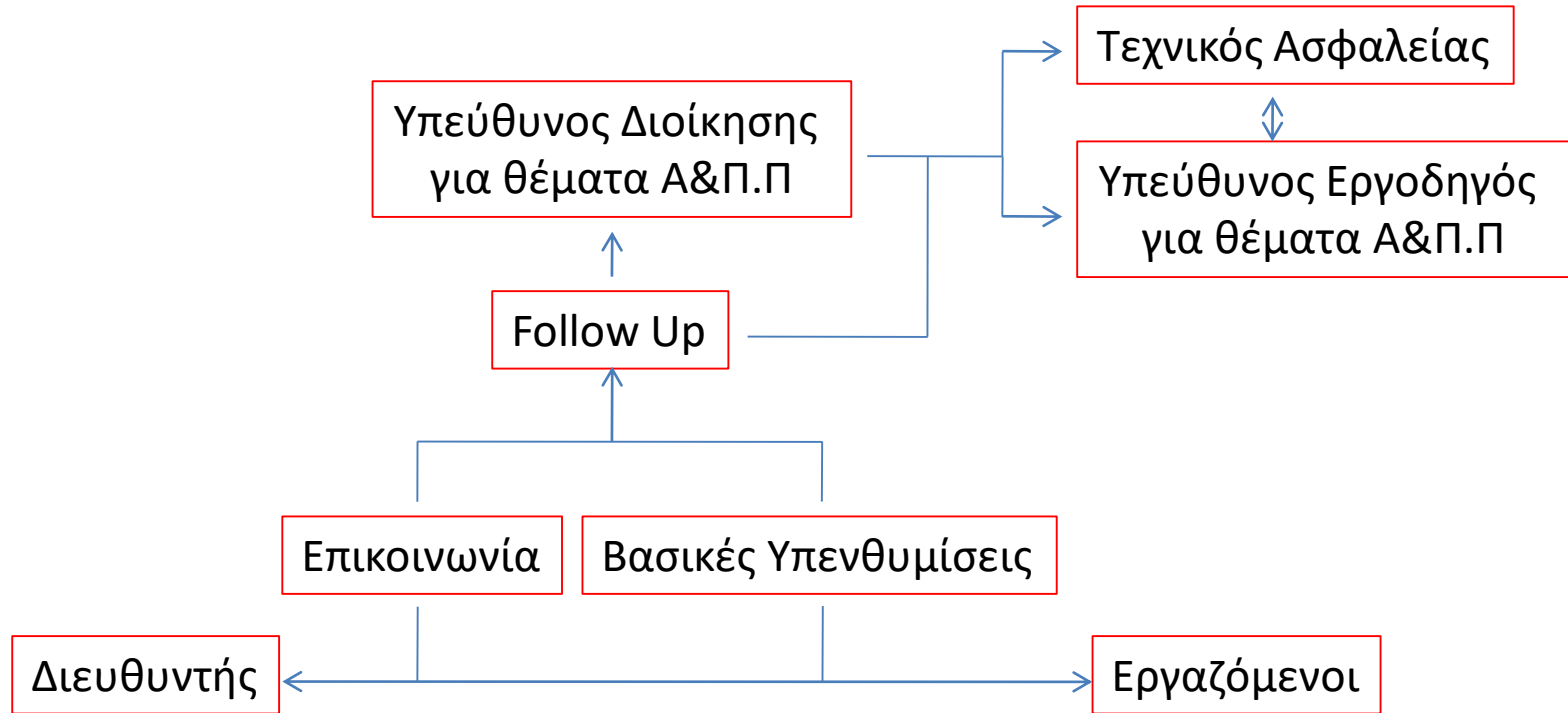 Τεχνικός Ασφαλείας
Υπεύθυνος Διοίκησης
για θέματα Α&Π.Π
Υπεύθυνος Εργοδηγός
για θέματα Α&Π.Π
Follow Up
Επικοινωνία
Βασικές Υπενθυμίσεις
Διευθυντής
Εργαζόμενοι